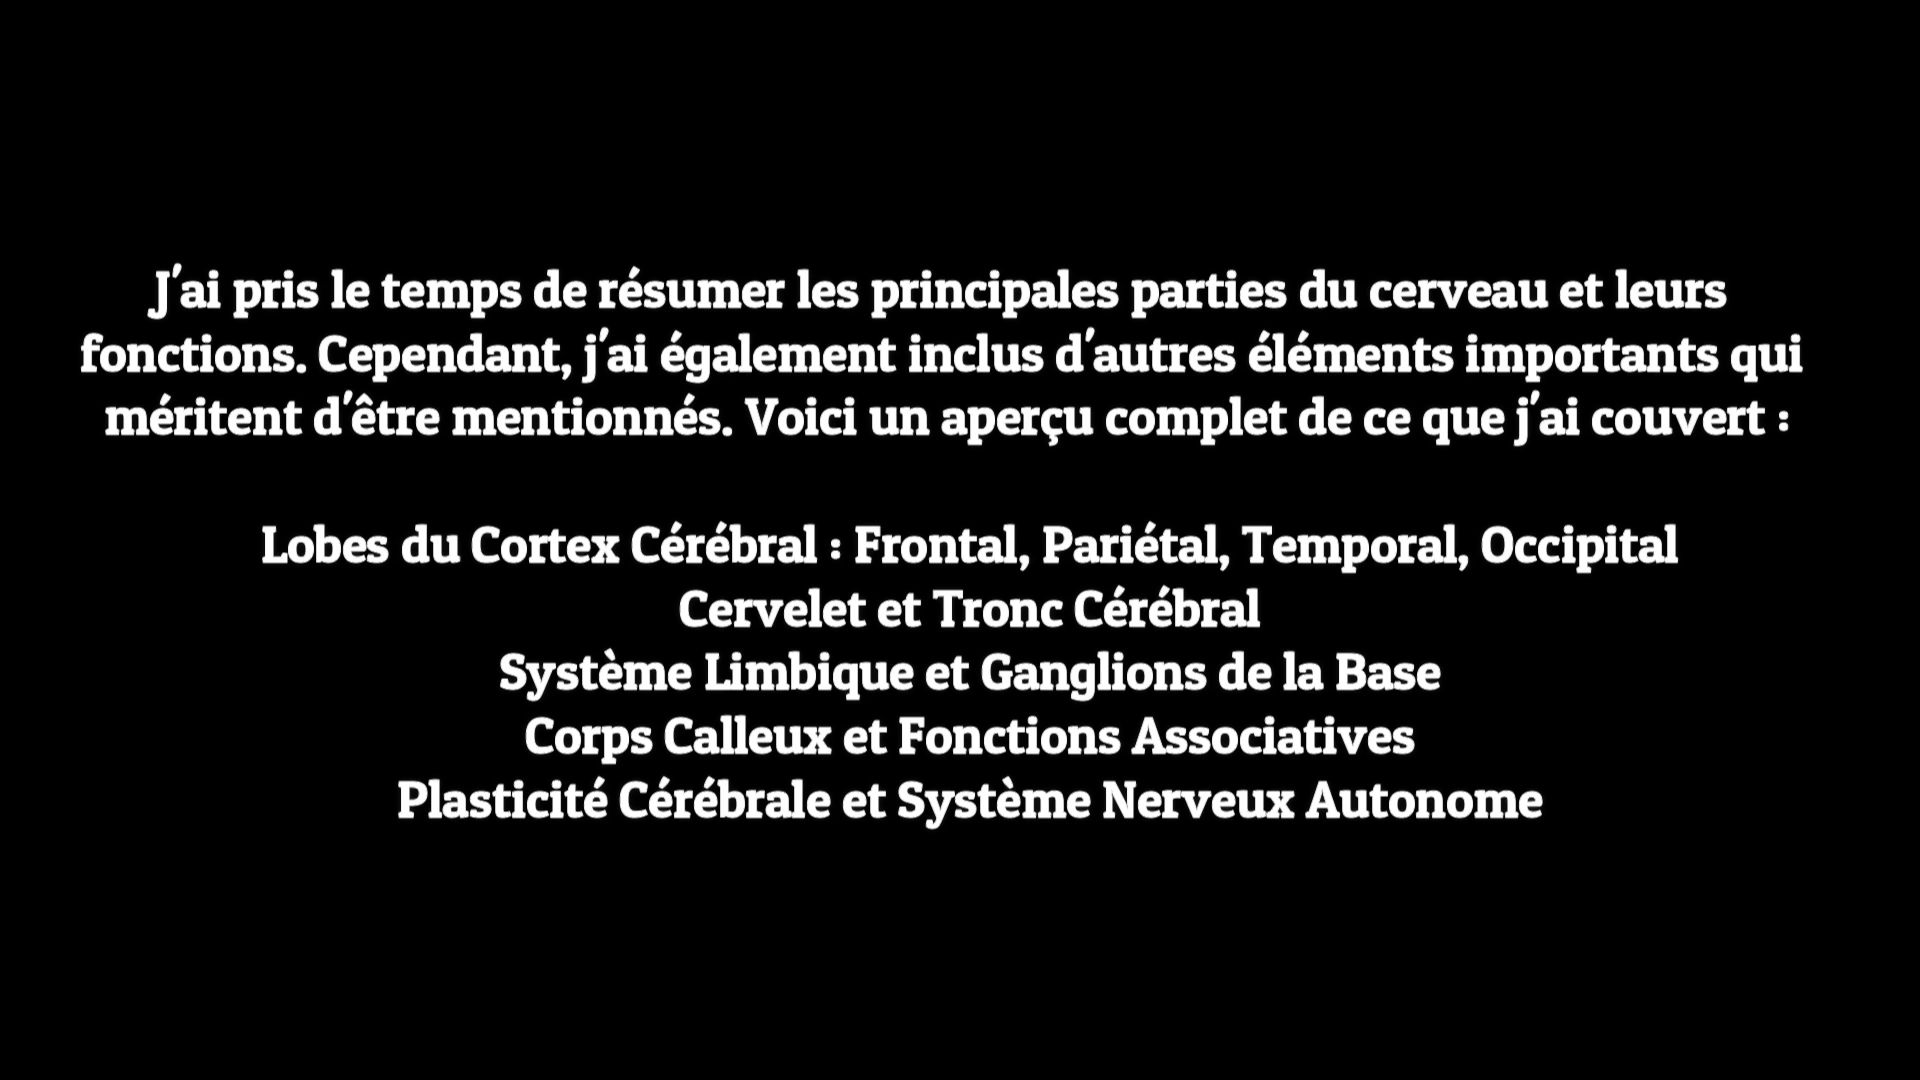 J'ai pris le temps de résumer les principales parties du cerveau et leurs
fonctions. Cependant, j'ai également inclus d'autres éléments importants qui
méritent d'être mentionnés. Voici un aperçu complet de ce que j'ai couvert :
Lobes du Cortex Cérébral : Frontal, Pariétal, Temporal, Occipital
Cervelet et Tronc Cérébral
Système Limbique et Ganglions de la Base
Corps Calleux et Fonctions Associatives
Plasticité Cérébrale et Système Nerveux Autonome